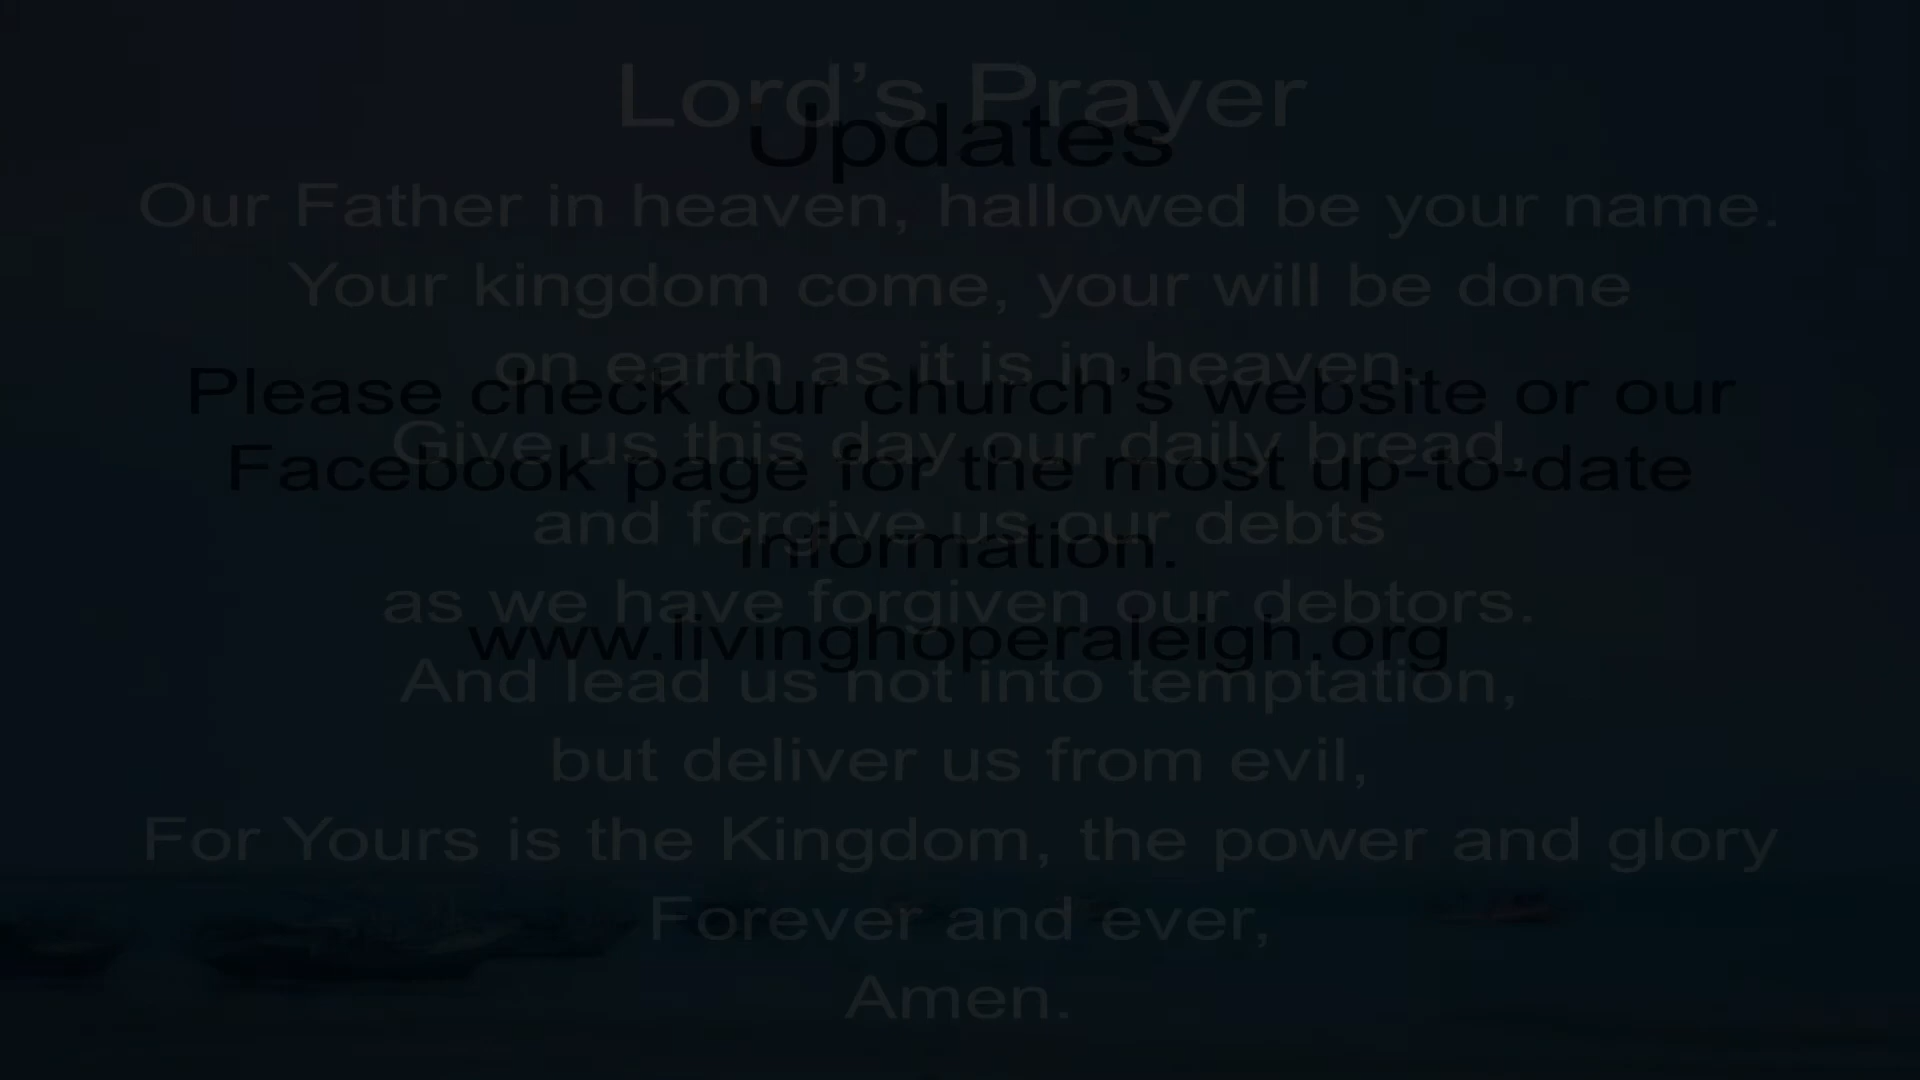 Lord’s Prayer
Our Father in heaven, hallowed be your name.
Your kingdom come, your will be done
on earth as it is in heaven.
Give us this day our daily bread,
and forgive us our debts
as we have forgiven our debtors.
And lead us not into temptation,
but deliver us from evil,
For Yours is the Kingdom, the power and glory
Forever and ever,
Amen.
Updates
Please check our church’s website or our
Facebook page for the most up-to-date
information.
www.livinghoperaleigh.org